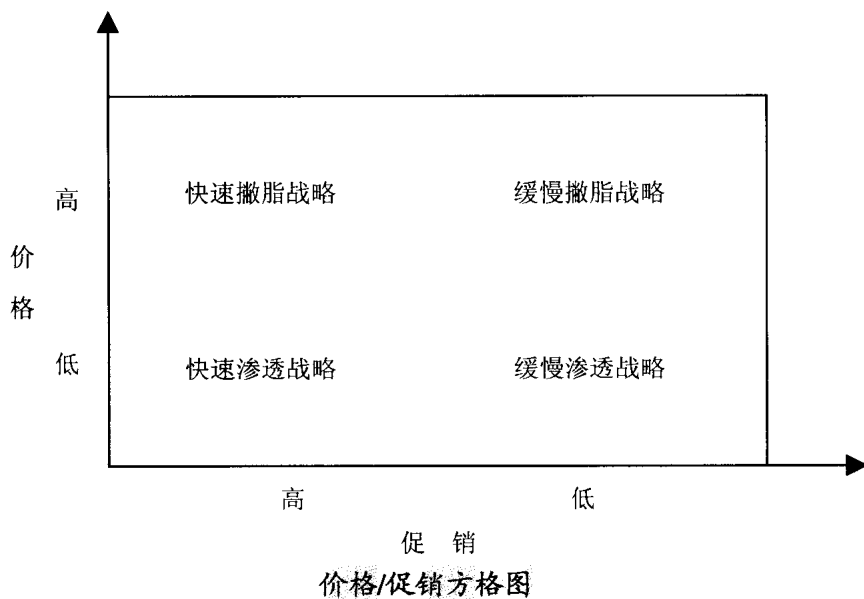 高
快速撇脂战略 缓慢撇脂战略
价
格
低
快速渗透战略 缓慢渗透战略
高 低
促 销
价格/促销方格图